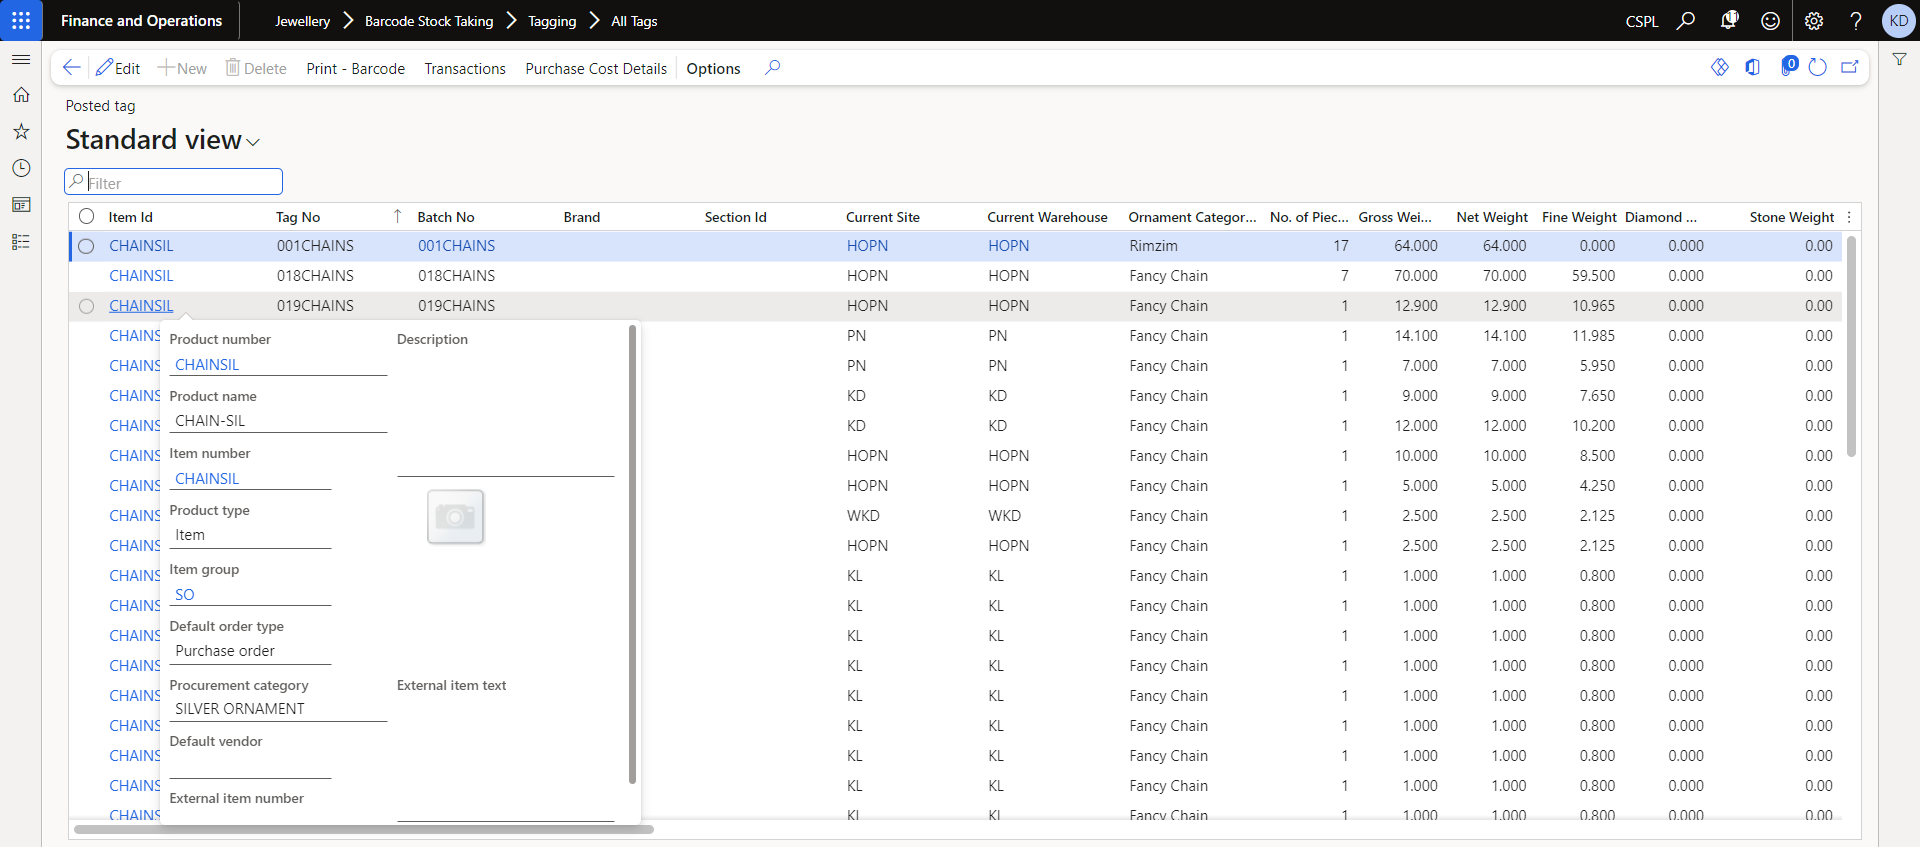 Finance and Operations Jewellery Barcode Stock Taking Tagging All Tags CSPL 11 KD
Edit New Delete Print - Barcode Transactions Purchase Cost Details Options 0
Posted tag
Standard view
Filter
Item Id Tag No Batch No Brand Section Id Current Site Current Warehouse Ornament Categor... No. of Piec... Gross Wei... Net Weight Fine Weight Diamond ... Stone Weight
CHAINSIL 001CHAINS 001CHAINS HOPN HOPN Rimzim 17 64.000 64.000 0.000 0.000 0.00
CHAINSIL 018CHAINS 018CHAINS HOPN HOPN Fancy Chain 7 70.000 70.000 59.500 0.000 0.00
CHAINSIL 019CHAINS 019CHAINS HOPN HOPN Fancy Chain 1 12.900 12.900 10.965 0.000 0.00
CHAINS PN PN Fancy Chain 1 14.100 14.100 11.985 0.000 0.00
CHAINS PN PN Fancy Chain 1 7.000 7.000 5.950 0.000 0.00
CHAINS KD KD Fancy Chain 1 9.000 9.000 7.650 0.000 0.00
CHAINS KD KD Fancy Chain 1 12.000 12.000 10.200 0.000 0.00
CHAINS HOPN HOPN Fancy Chain 1 10.000 10.000 8.500 0.000 0.00
CHAINS HOPN HOPN Fancy Chain 1 5.000 5.000 4.250 0.000 0.00
CHAINS WKD WKD Fancy Chain 1 2.500 2.500 2.125 0.000 0.00
CHAINS HOPN HOPN Fancy Chain 1 2.500 2.500 2.125 0.000 0.00
CHAINS KL KL Fancy Chain 1 1.000 1.000 0.800 0.000 0.00
CHAINS KL KL Fancy Chain 1 1.000 1.000 0.800 0.000 0.00
CHAINS KL KL Fancy Chain 1 1.000 1.000 0.800 0.000 0.00
CHAINS KL KL Fancy Chain 1 1.000 1.000 0.800 0.000 0.00
CHAINS KL KL Fancy Chain 1 1.000 1.000 0.800 0.000 0.00
CHAINS KL KL Fancy Chain 1 1.000 1.000 0.800 0.000 0.00
CHAINS KL KL Fancy Chain 1 1.000 1.000 0.800 0.000 0.00
CHAINS KL KL Fancy Chain 1 1.000 1.000 0.800 0.000 0.00
CHAINS KL KL Fancy Chain 1 1.000 1.000 0.800 0.000 0.00
Product number
CHAINSIL
Product name
CHAIN-SIL
Item number
CHAINSIL
Product type
Item
Item group
SO
Default order type
Purchase order
Procurement category
SILVER ORNAMENT
Default vendor
External item number
Description
External item text